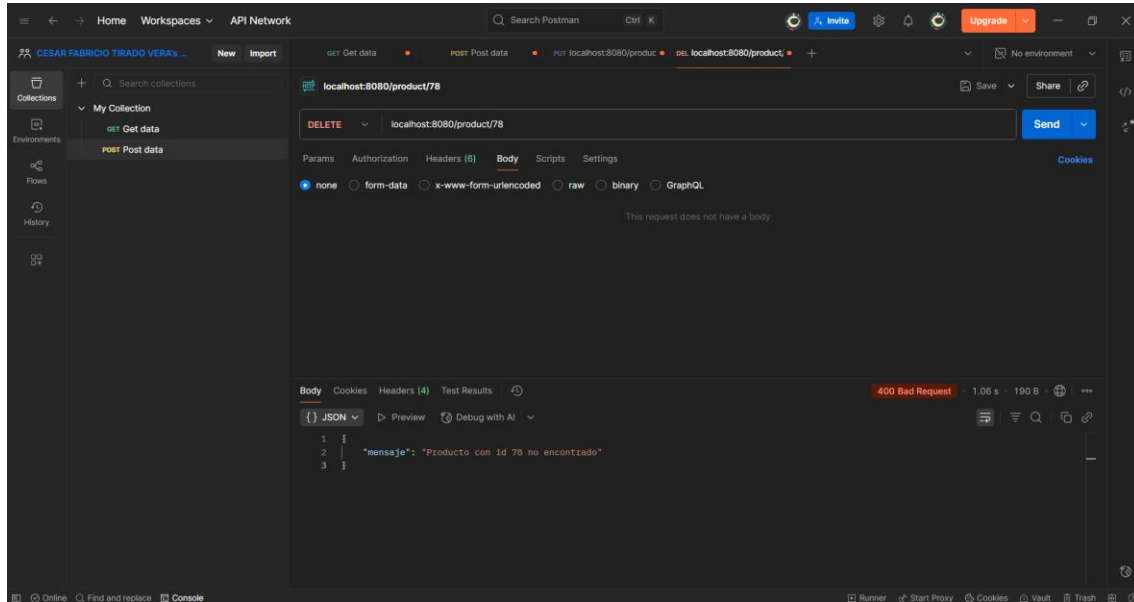 Home Workspaces API Network Search Postman Ctrl K Invite Upgrade
CESAR FABRICIO TIRADO VERA's ... New Import GET Get data POST Post data PUT localhost:8080/produc DEL localhost:8080/product, No environment
Collections
Search collections
My Collection
GET Get data
POST Post data
Environments
Flows
History
localhost:8080/product/78 Save Share
DELETE localhost:8080/product/78 Send
Params Authorization Headers (6) Body Scripts Settings Cookies
none form-data x-www-form-urlencoded raw binary GraphQL
This request does not have a body
Body Cookies Headers (4) Test Results 400 Bad Request 1.06 s 190 B
{} JSON Preview Debug with AI
1 {
2 "mensaje": "Producto con id 78 no encontrado"
3 }
Online Find and replace Console Runner Start Proxy Cookies Vault Trash